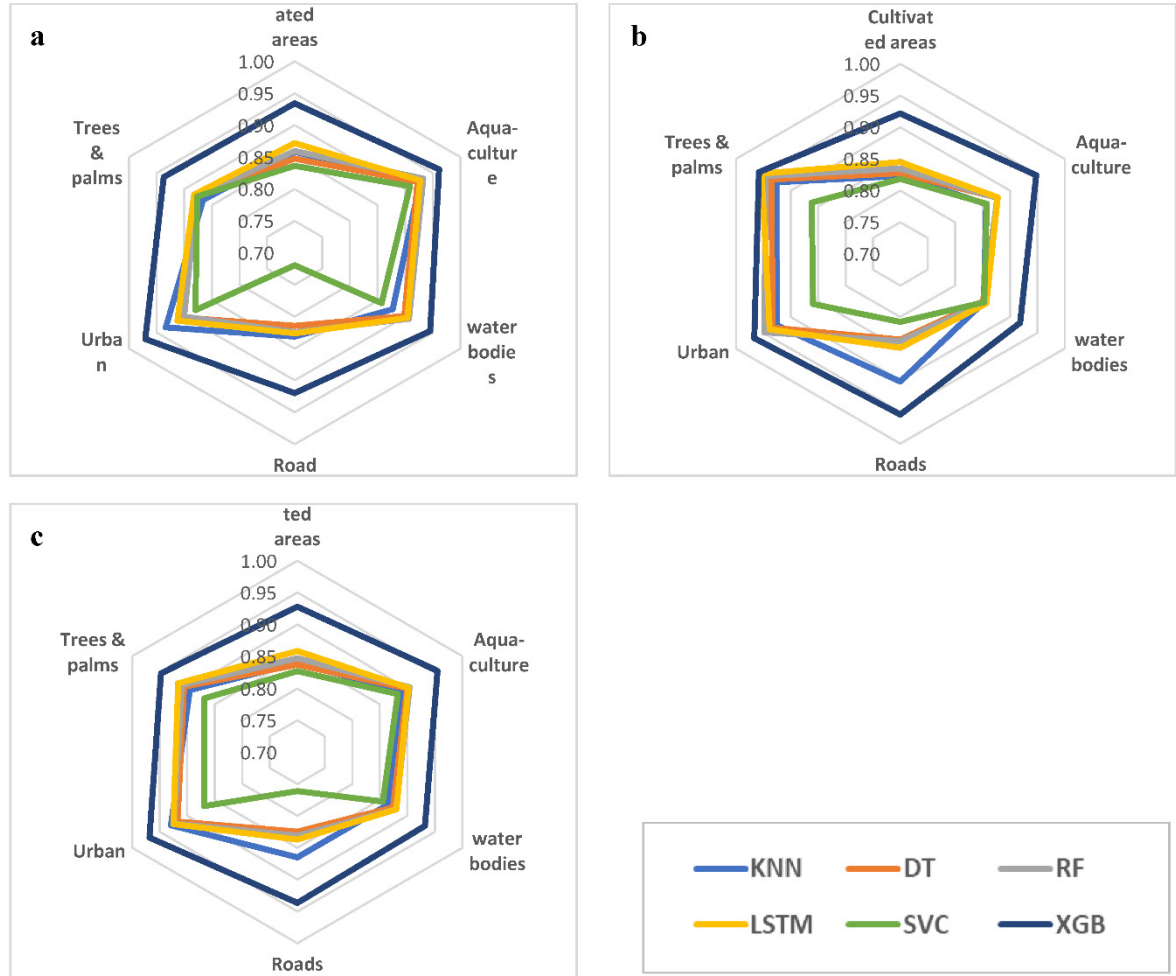 a
ated
areas
1.00
0.95
0.90
0.85
0.80
0.75
0.70
Trees
&
palms
Aqua-
cultur
e
Urba
n
water
bodie
s
Road
b
Cultivat
ed areas
1.00
0.95
0.90
0.85
0.80
0.75
0.70
Trees &
palms
Aqua-
culture
Urban
water
bodies
Roads
c
ted
areas
1.00
0.95
0.90
0.85
0.80
0.75
0.70
Trees &
palms
Aqua-
culture
Urban
water
bodies
Roads
KNN DT RF
LSTM SVC XGB